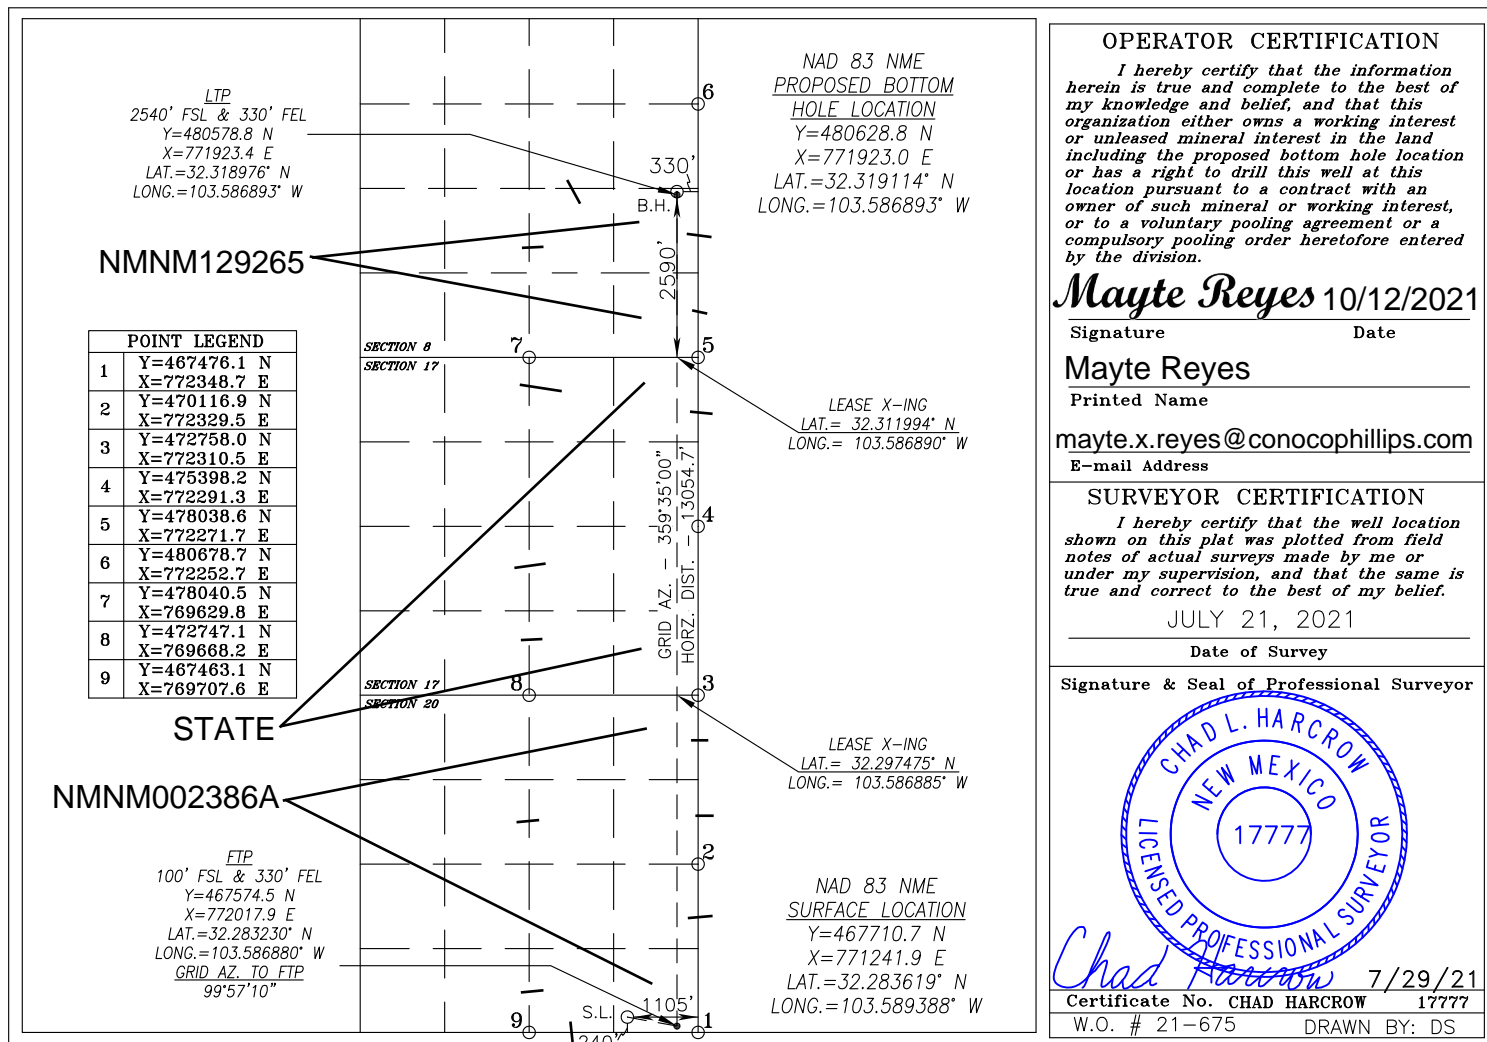 LTP
2540' FSL & 330' FEL
Y=480578.8 N
X=771923.4 E
LAT.=32.318976° N
LONG.=103.586893° W
NAD 83 NME
PROPOSED BOTTOM
HOLE LOCATION
Y=480628.8 N
X=771923.0 E
LAT.=32.319114° N
LONG.=103.586893° W
6
330'
B.H.
2590'
NMNM129265
POINT LEGEND
1 Y=467476.1 N
X=772348.7 E
2 Y=470116.9 N
X=772329.5 E
3 Y=472758.0 N
X=772310.5 E
4 Y=475398.2 N
X=772291.3 E
5 Y=478038.6 N
X=772271.7 E
6 Y=480678.7 N
X=772252.7 E
7 Y=478040.5 N
X=769629.8 E
8 Y=472747.1 N
X=769668.2 E
9 Y=467463.1 N
X=769707.6 E
SECTION 8
SECTION 17
7
5
LEASE X-ING
LAT.= 32.311994° N
LONG.= 103.586890° W
GRID AZ. - 359°35'00"
HORZ. DIST. - 13054.7'
4
SECTION 17
SECTION 20
8
3
STATE
LEASE X-ING
LAT.= 32.297475° N
LONG.= 103.586885° W
NMNM002386A
2
FTP
100' FSL & 330' FEL
Y=467574.5 N
X=772017.9 E
LAT.=32.283230° N
LONG.=103.586880° W
GRID AZ. TO FTP
99°57'10"
NAD 83 NME
SURFACE LOCATION
Y=467710.7 N
X=771241.9 E
LAT.=32.283619° N
LONG.=103.589388° W
S.L.
1105'
9
1
240'
OPERATOR CERTIFICATION
I hereby certify that the information
herein is true and complete to the best of
my knowledge and belief, and that this
organization either owns a working interest
or unleased mineral interest in the land
including the proposed bottom hole location
or has a right to drill this well at this
location pursuant to a contract with an
owner of such mineral or working interest,
or to a voluntary pooling agreement or a
compulsory pooling order heretofore entered
by the division.
Mayte Reyes 10/12/2021
Signature Date
Mayte Reyes
Printed Name
mayte.x.reyes@conocophillips.com
E-mail Address
SURVEYOR CERTIFICATION
I hereby certify that the well location
shown on this plat was plotted from field
notes of actual surveys made by me or
under my supervision, and that the same is
true and correct to the best of my belief.
JULY 21, 2021
Date of Survey
Signature & Seal of Professional Surveyor
CHAD L. HARCROW
NEW MEXICO
17777
LICENSED PROFESSIONAL SURVEYOR
Chad Harcrow 7/29/21
Certificate No. CHAD HARCROW 17777
W.O. # 21-675 DRAWN BY: DS